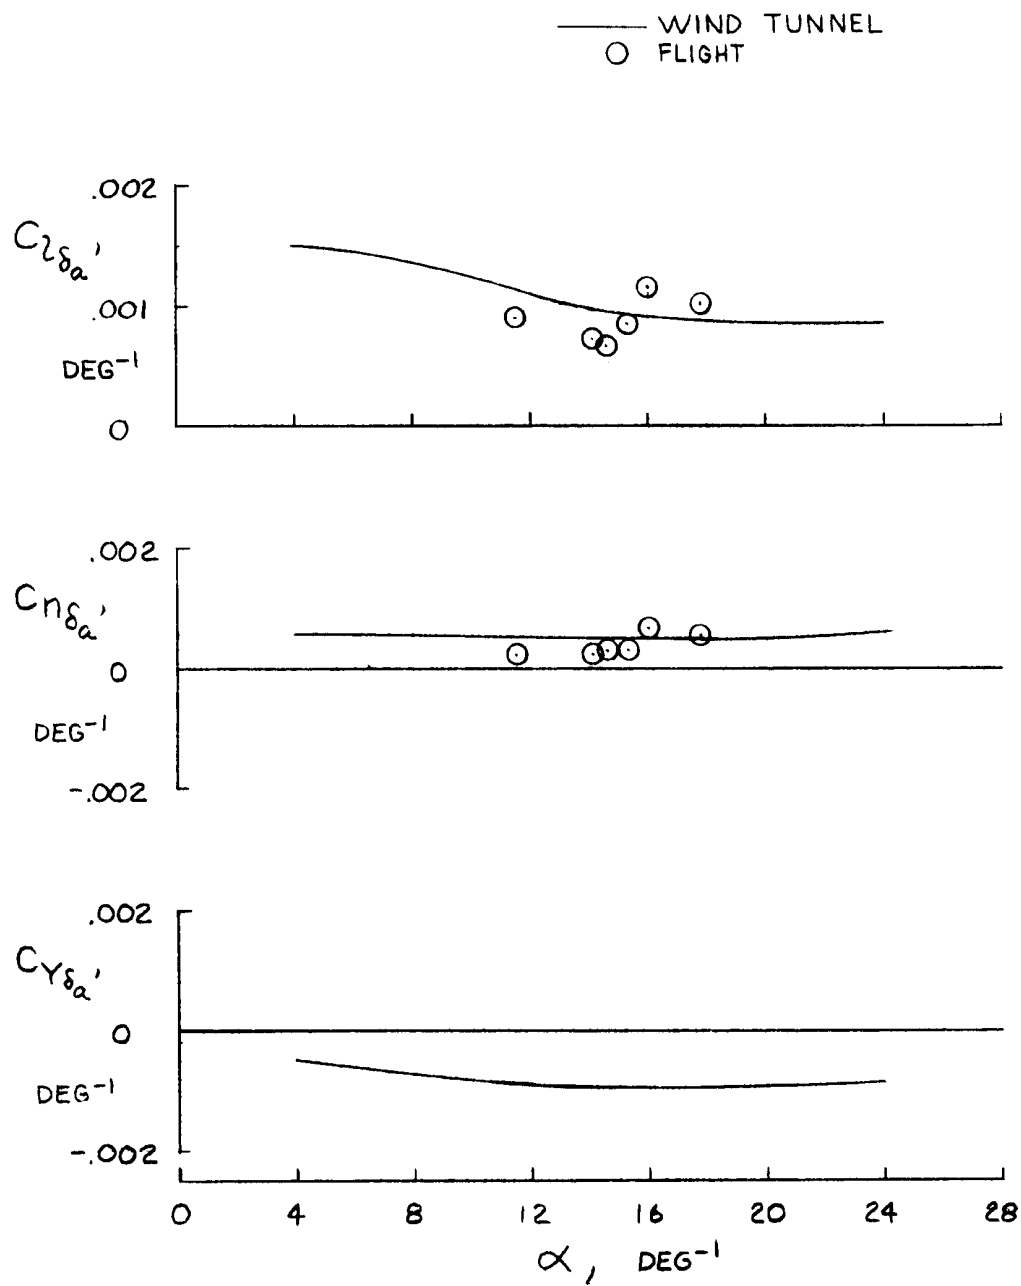 WIND TUNNEL
FLIGHT
.002
Clδa'
.001
DEG⁻¹
0
.002
Cnδa'
0
DEG⁻¹
-.002
.002
CYδa'
0
DEG⁻¹
-.002
0 4 8 12 16 20 24 28
α, DEG⁻¹